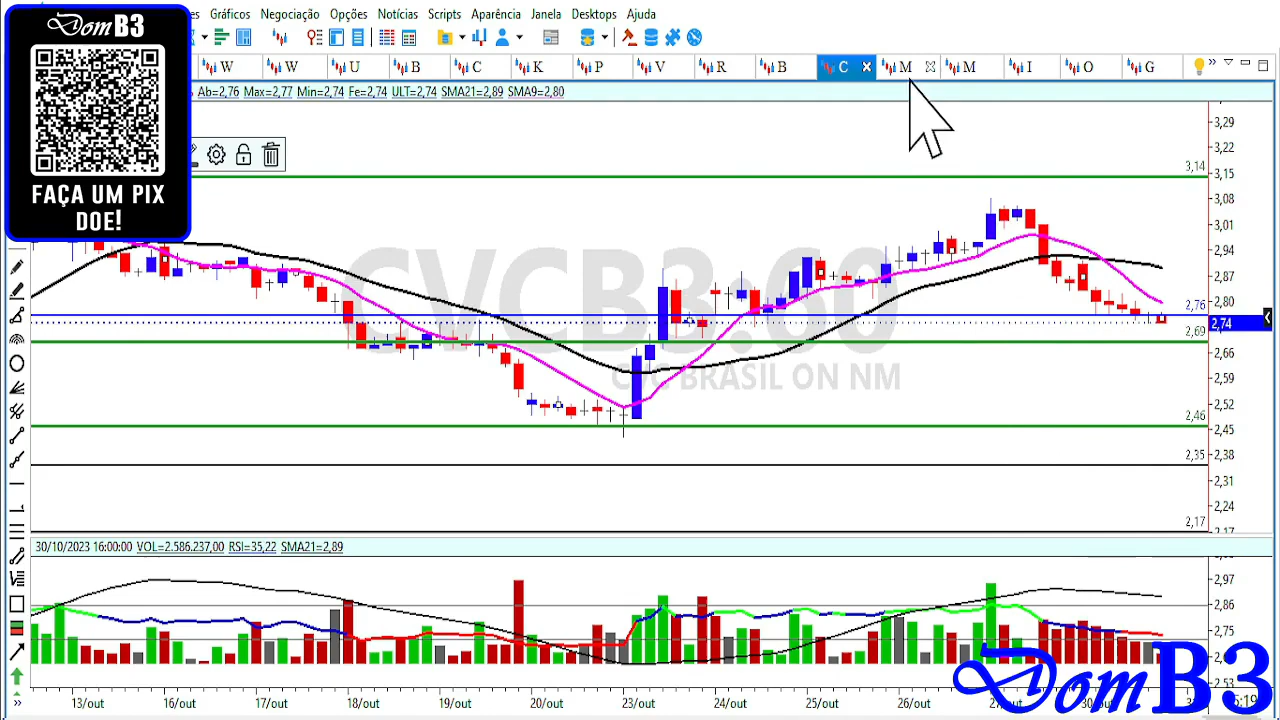 DomB3
FAÇA UM PIX
DOE!
Gráficos Negociação Opções Notícias Scripts Aparência Janela Desktops Ajuda
W W U B C K P V R B C M M I O G
Ab=2,76 Max=2,77 Min=2,74 Fe=2,74 ULT=2,74 SMA21=2,89 SMA9=2,80
3,29
3,22
3,14
3,15
3,08
3,01
2,94
2,87
2,80
2,76
2,74
2,69
2,66
2,59
2,52
2,46
2,45
2,38
2,35
2,31
2,24
2,17
2,17
CVCB3:60
CVC BRASIL ON NM
30/10/2023 16:00:00 VOL=2.586.237,00 RSI=35,22 SMA21=2,89
2,97
2,86
2,75
2,53
13/out 16/out 17/out 18/out 19/out 20/out 23/out 24/out 25/out 26/out
DomB3